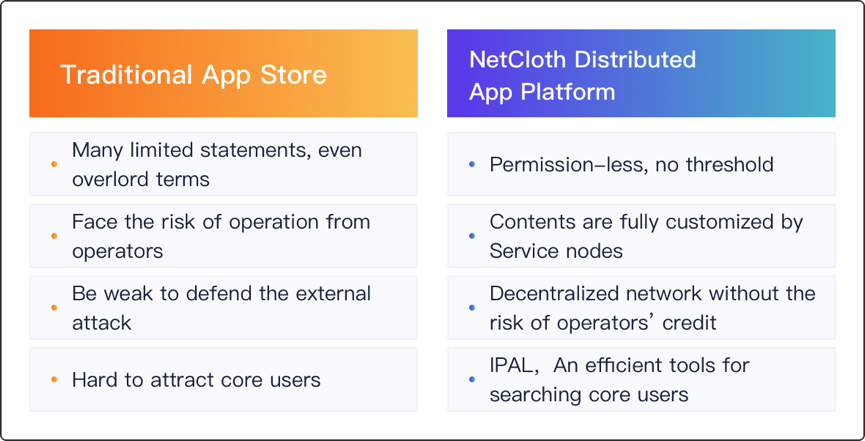 Traditional App Store
Many limited statements, even
overlord terms
Face the risk of operation from
operators
Be weak to defend the external
attack
Hard to attract core users
NetCloth Distributed
App Platform
Permission-less, no threshold
Contents are fully customized by
Service nodes
Decentralized network without the
risk of operators’ credit
IPAL, An efficient tools for
searching core users